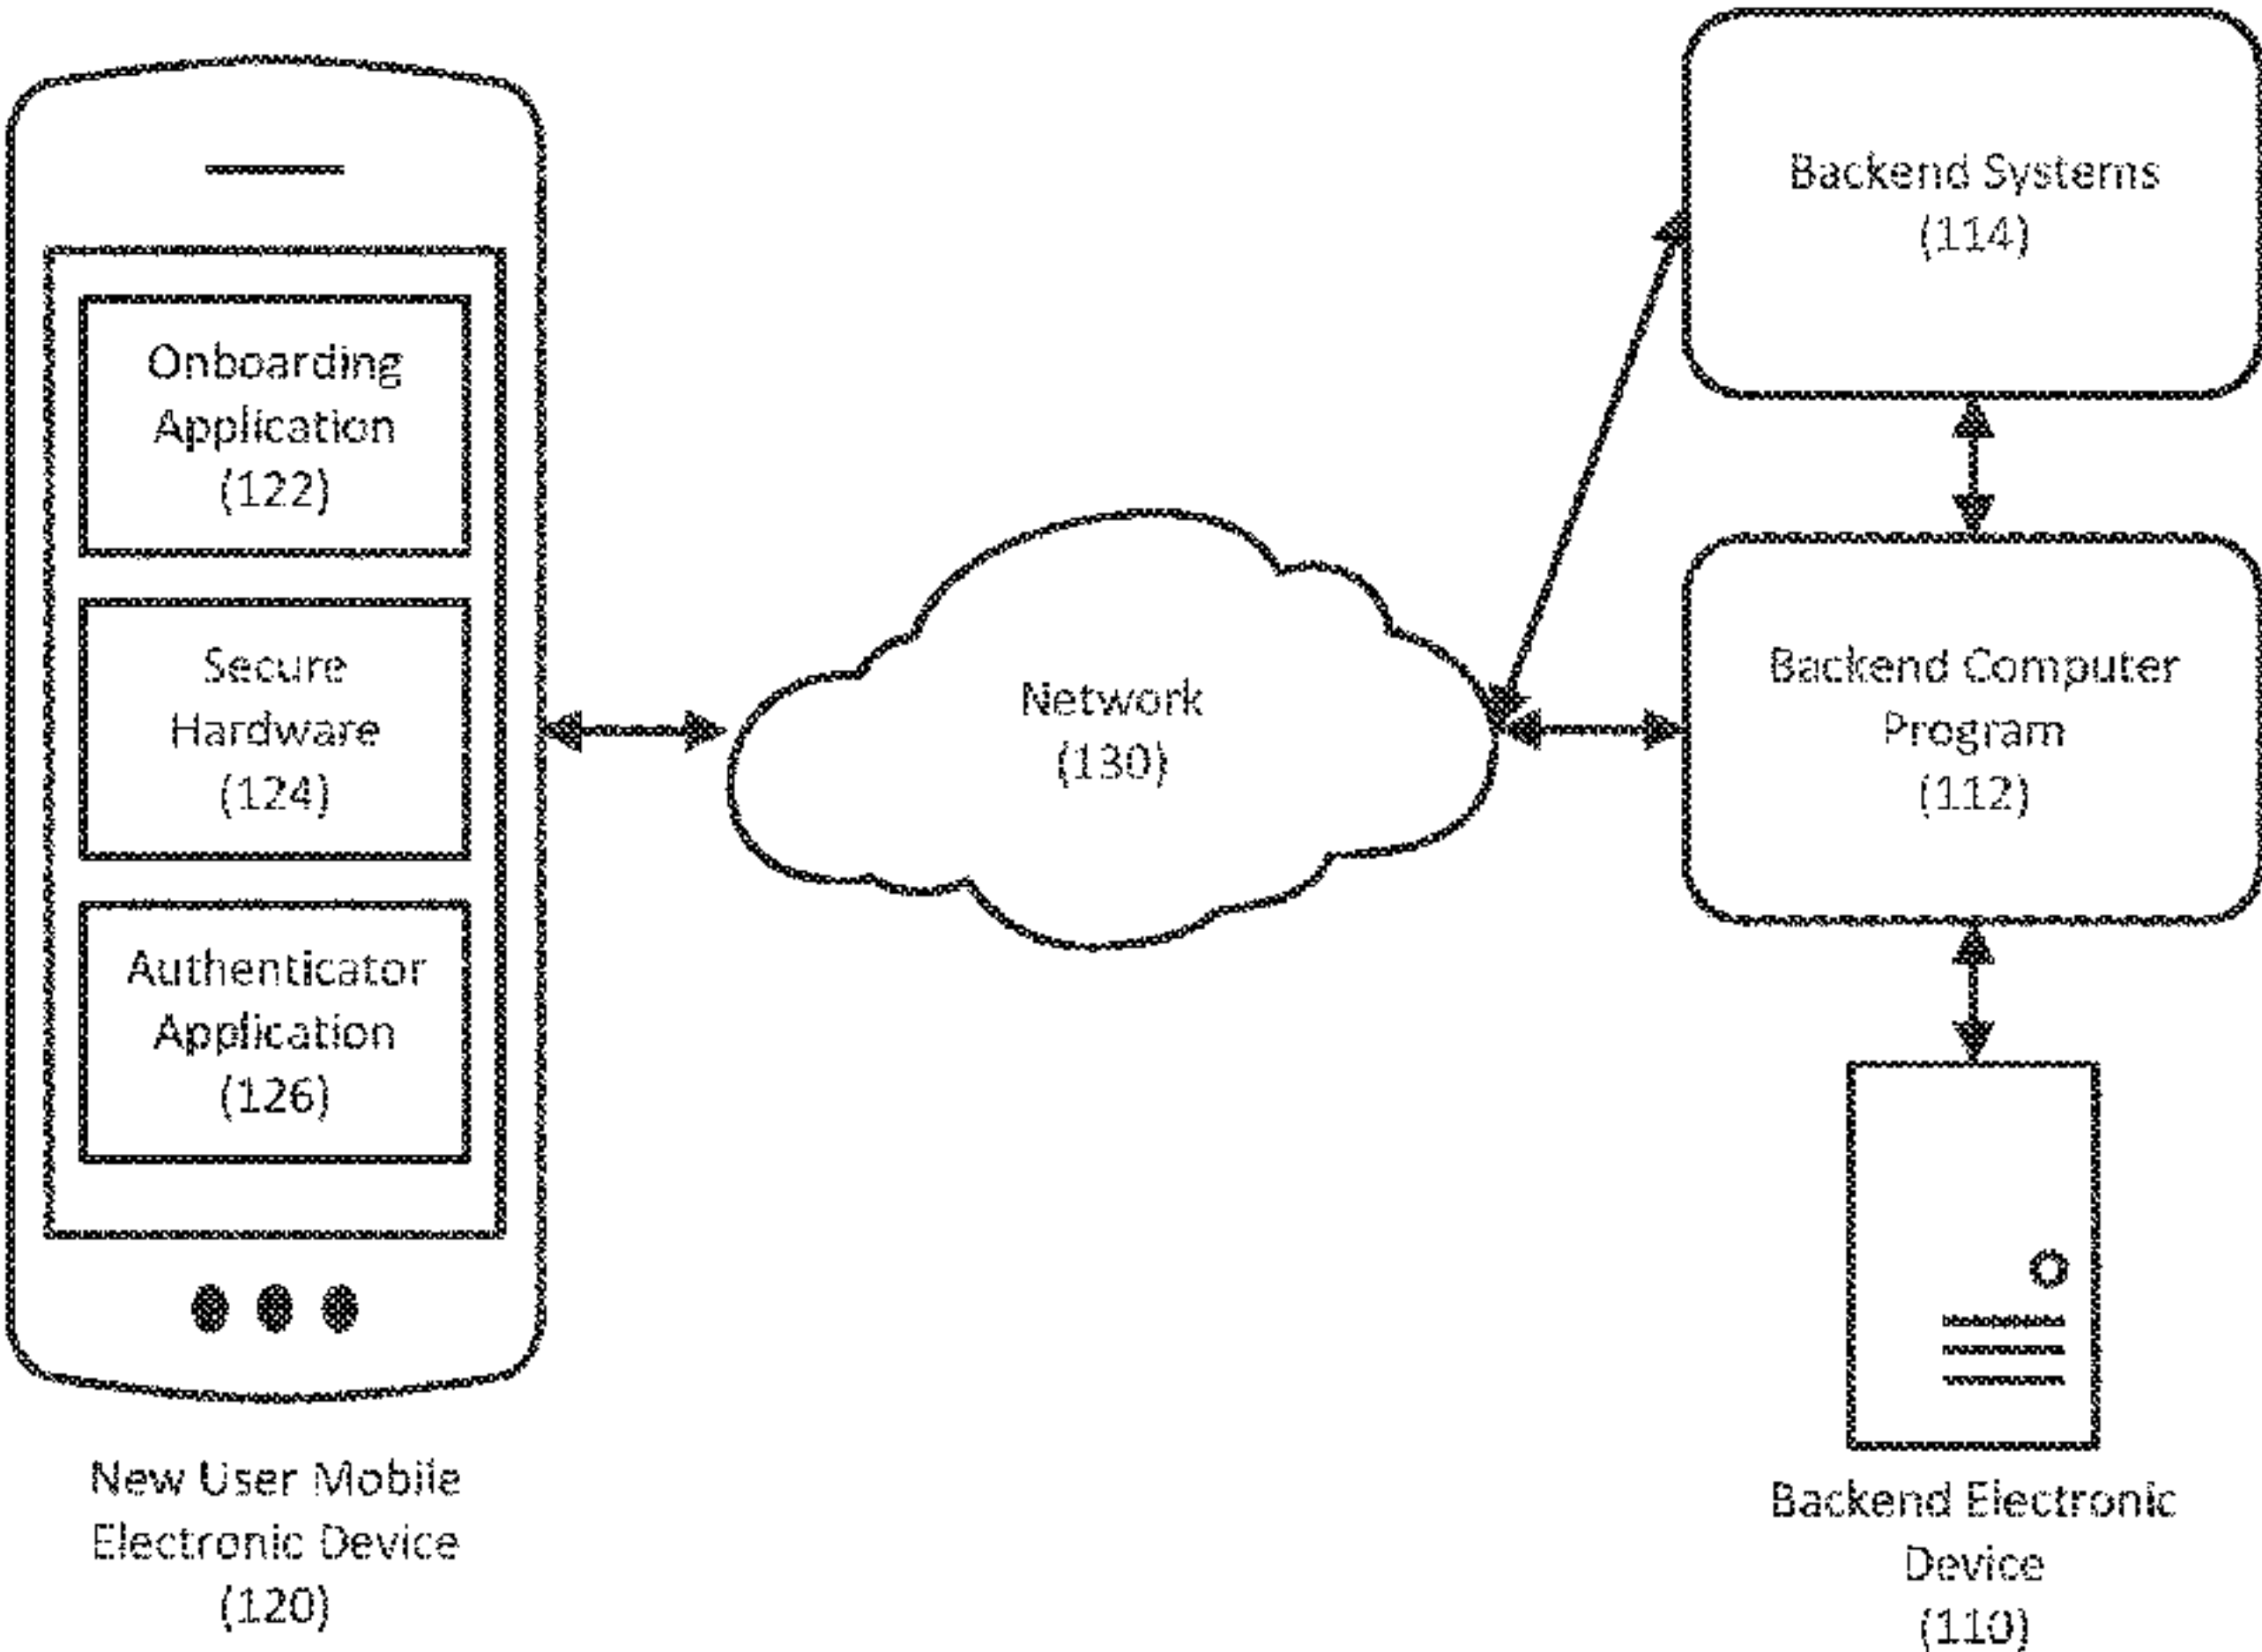 Onboarding
Application
(122)
Secure
Hardware
(124)
Authenticator
Application
(126)
New User Mobile
Electronic Device
(120)
Network
(130)
Backend Systems
(114)
Backend Computer
Program
(112)
Backend Electronic
Device
(110)